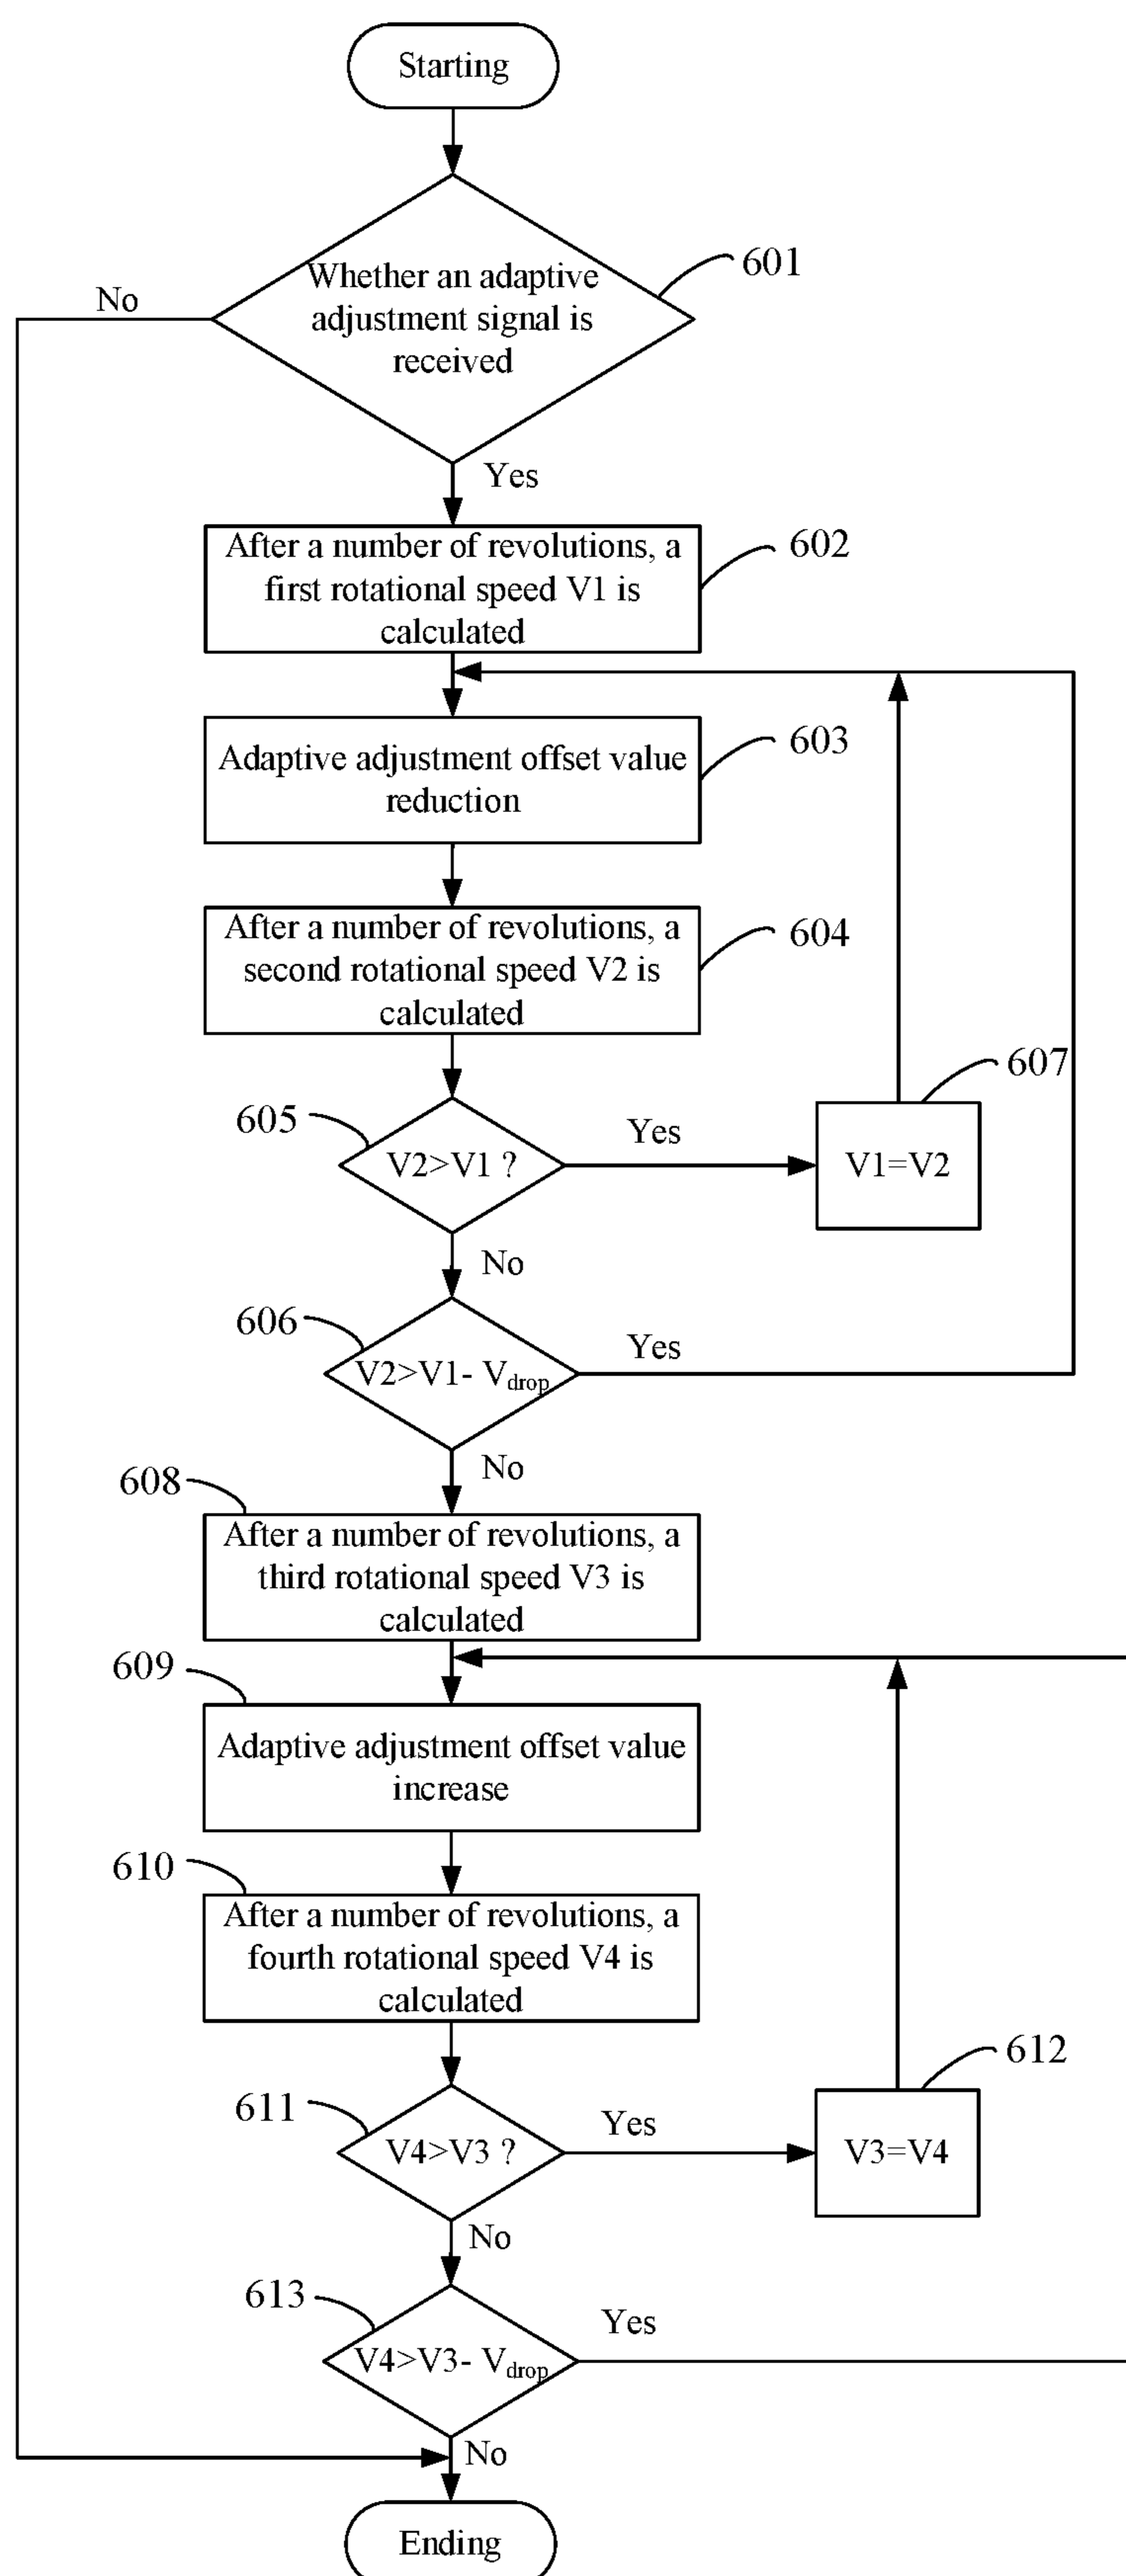 Starting
Whether an adaptive
adjustment signal is
received
601
No
Yes
After a number of revolutions, a
first rotational speed V1 is
calculated
602
Adaptive adjustment offset value
reduction
603
After a number of revolutions, a
second rotational speed V2 is
calculated
604
605
V2>V1 ?
Yes
V1=V2
607
No
606
V2>V1- Vdrop
Yes
No
608
After a number of revolutions, a
third rotational speed V3 is
calculated
609
Adaptive adjustment offset value
increase
610
After a number of revolutions, a
fourth rotational speed V4 is
calculated
611
V4>V3 ?
Yes
V3=V4
612
No
613
V4>V3- Vdrop
Yes
No
Ending